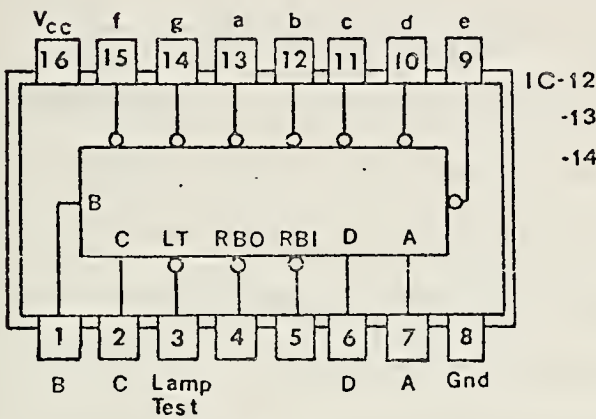 Vcc f g a b c d e
16 15 14 13 12 11 10 9
IC-12
-13
-14
B
C LT RBO RBI D A
1 2 3 4 5 6 7 8
B C Lamp Test D A Gnd